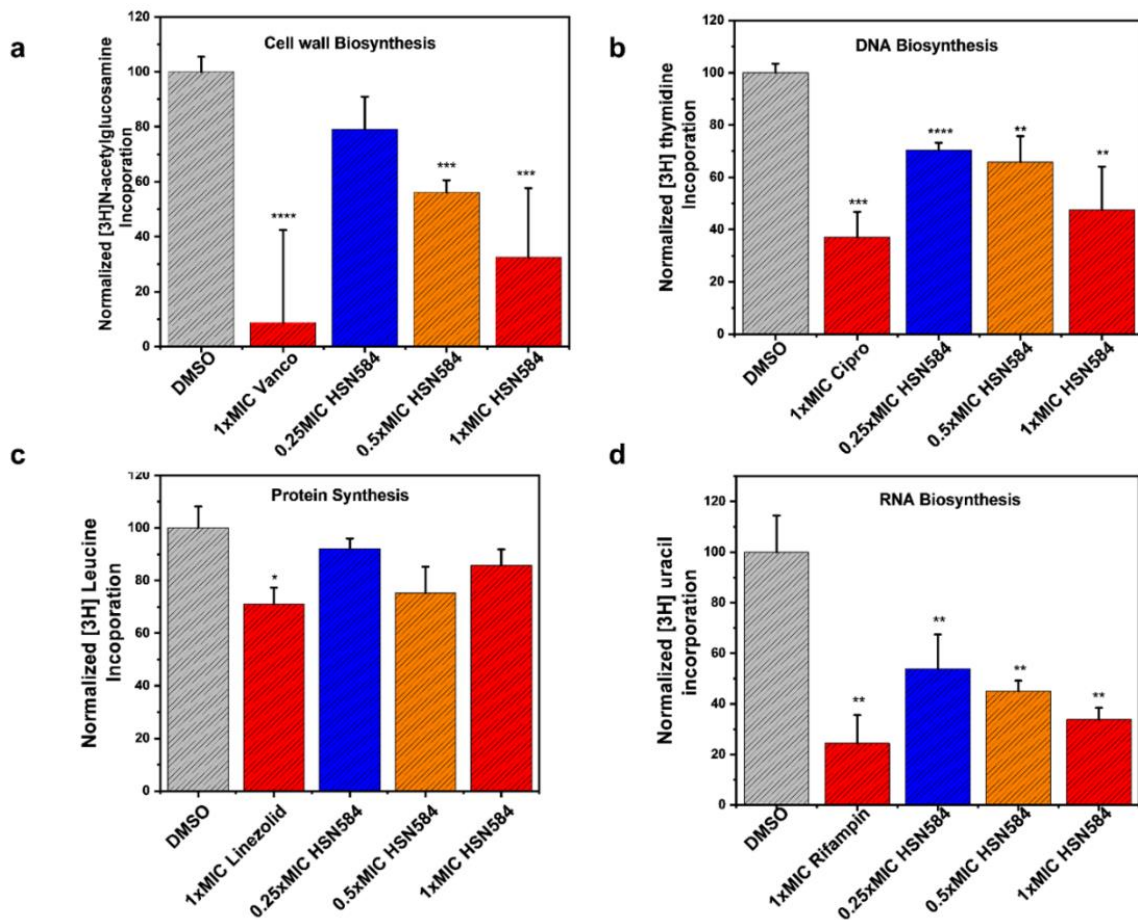 a
Cell wall Biosynthesis
Normalized [3H]N-acetylglucosamine
Incoporation
120
100
80
60
40
20
0
****
***
***
DMSO
1xMIC Vanco
0.25MIC HSN584
0.5xMIC HSN584
1xMIC HSN584
b
DNA Biosynthesis
Normalized [3H] thymidine
Incoporation
120
100
80
60
40
20
0
***
****
**
**
DMSO
1xMIC Cipro
0.25xMIC HSN584
0.5xMIC HSN584
1xMIC HSN584
c
Protein Synthesis
Normalized [3H] Leucine
Incoporation
120
100
80
60
40
20
0
*
DMSO
1xMIC Linezolid
0.25xMIC HSN584
0.5xMIC HSN584
1xMIC HSN584
d
RNA Biosynthesis
Normalized [3H] uracil
incorporation
120
100
80
60
40
20
0
**
**
**
**
DMSO
1xMIC Rifampin
0.25xMIC HSN584
0.5xMIC HSN584
1xMIC HSN584